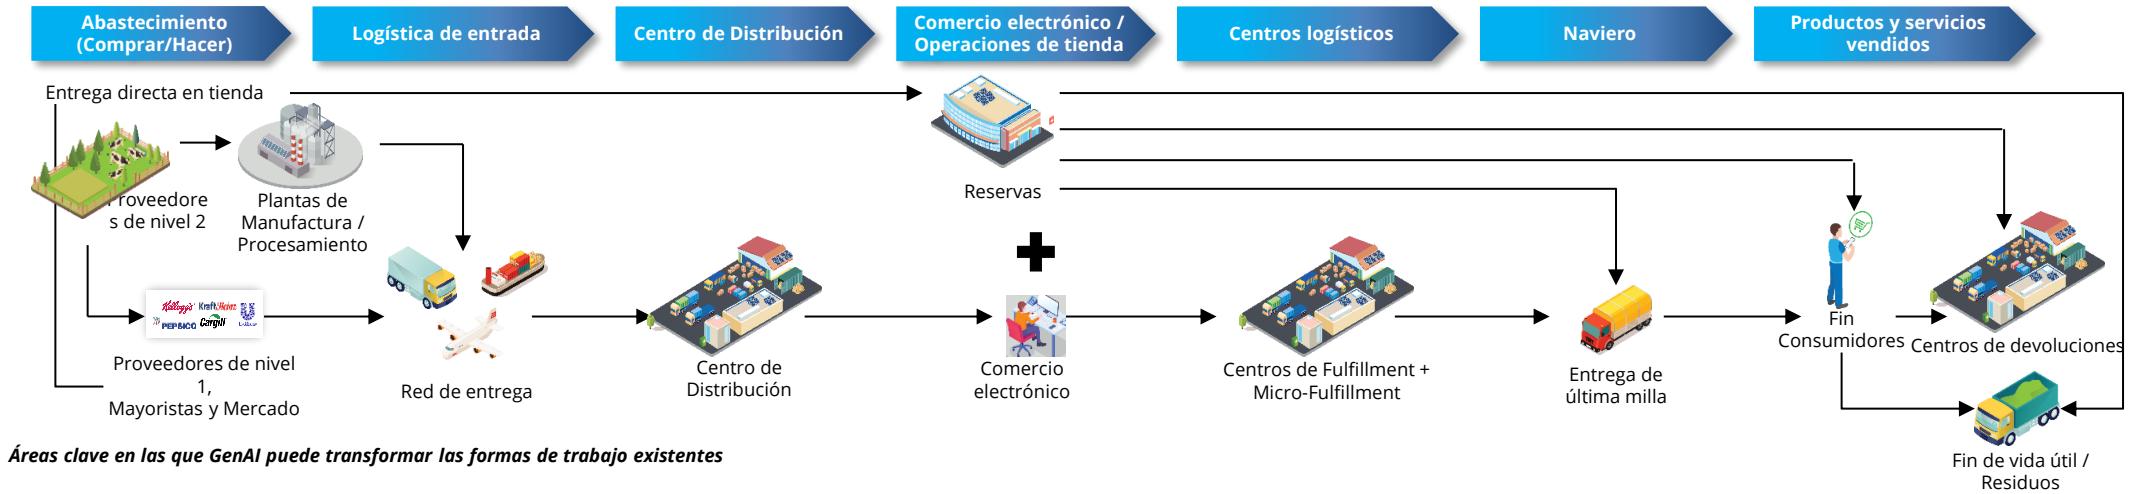 Abastecimiento
(Comprar/Hacer)
Logística de entrada
Centro de Distribución
Comercio electrónico /
Operaciones de tienda
Centros logísticos
Naviero
Productos y servicios
vendidos
Entrega directa en tienda
Proveedore
s de nivel 2
Plantas de
Manufactura /
Procesamiento
Reservas
Kellogg's Kraft Heinz
PEPSICO Cargill Unilever
Proveedores de nivel
1,
Mayoristas y Mercado
Red de entrega
Centro de
Distribución
Comercio
electrónico
Centros de Fulfillment +
Micro-Fulfillment
Entrega de
última milla
Fin
Consumidores
Centros de devoluciones
Fin de vida útil /
Residuos
Áreas clave en las que GenAI puede transformar las formas de trabajo existentes